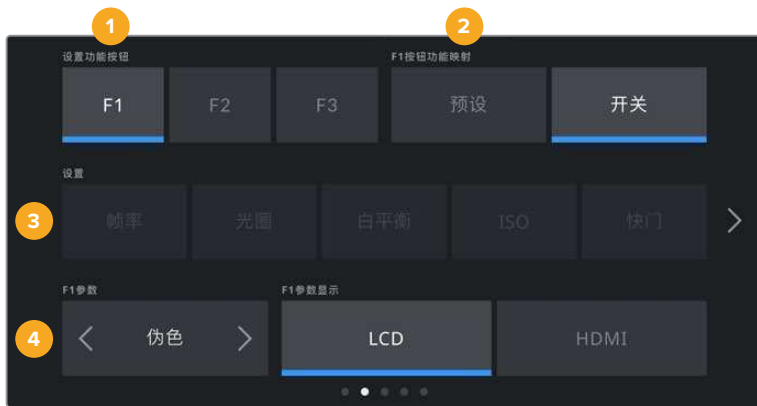 1 2
设置功能按钮 F1按钮功能映射
F1 F2 F3 预设 开关
设置
3 帧率 光圈 白平衡 ISO 快门
F1参数 F1参数显示
4 伪色 LCD HDMI